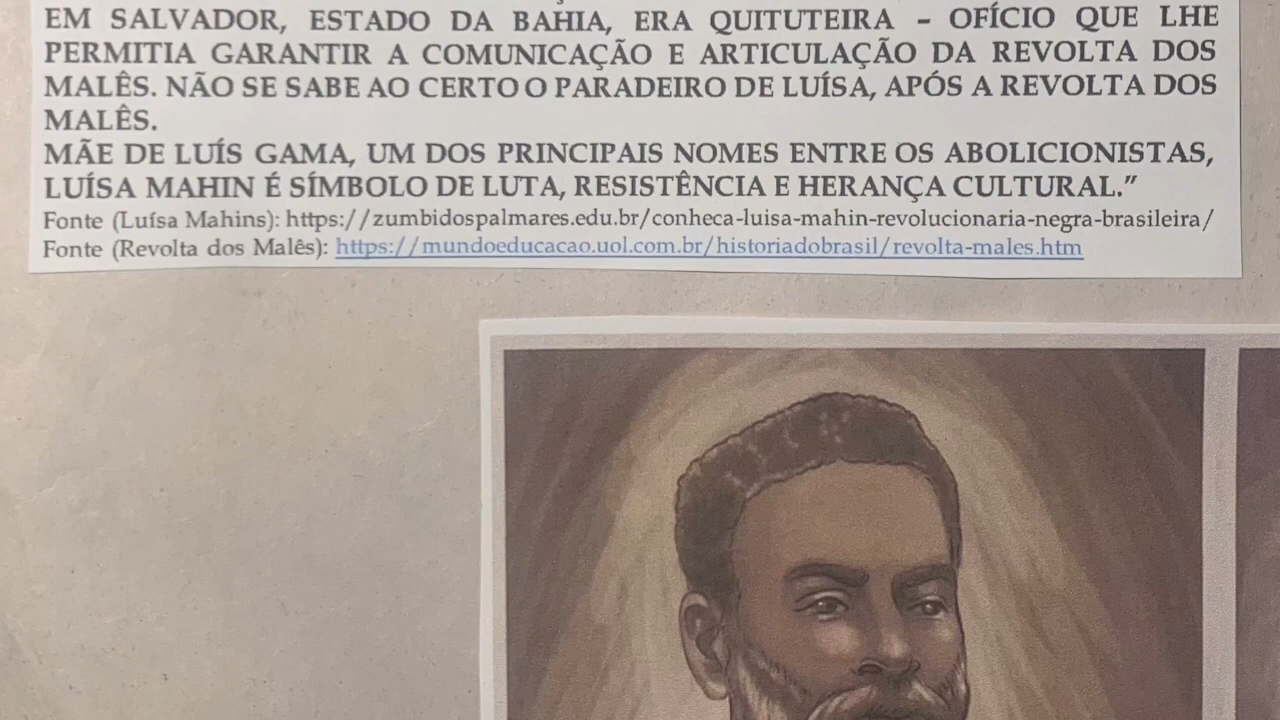 EM SALVADOR, ESTADO DA BAHIA, ERA QUITUTEIRA – OFÍCIO QUE LHE
PERMITIA GARANTIR A COMUNICAÇÃO E ARTICULAÇÃO DA REVOLTA DOS
MALÊS. NÃO SE SABE AO CERTO O PARADEIRO DE LUÍSA, APÓS A REVOLTA DOS
MALÊS.
MÃE DE LUÍS GAMA, UM DOS PRINCIPAIS NOMES ENTRE OS ABOLICIONISTAS,
LUÍSA MAHIN É SÍMBOLO DE LUTA, RESISTÊNCIA E HERANÇA CULTURAL.”
Fonte (Luísa Mahins): https://zumbidospalmares.edu.br/conheca-luisa-mahin-revolucionaria-negra-brasileira/
Fonte (Revolta dos Malês): https://mundoeducacao.uol.com.br/historiadobrasil/revolta-males.htm